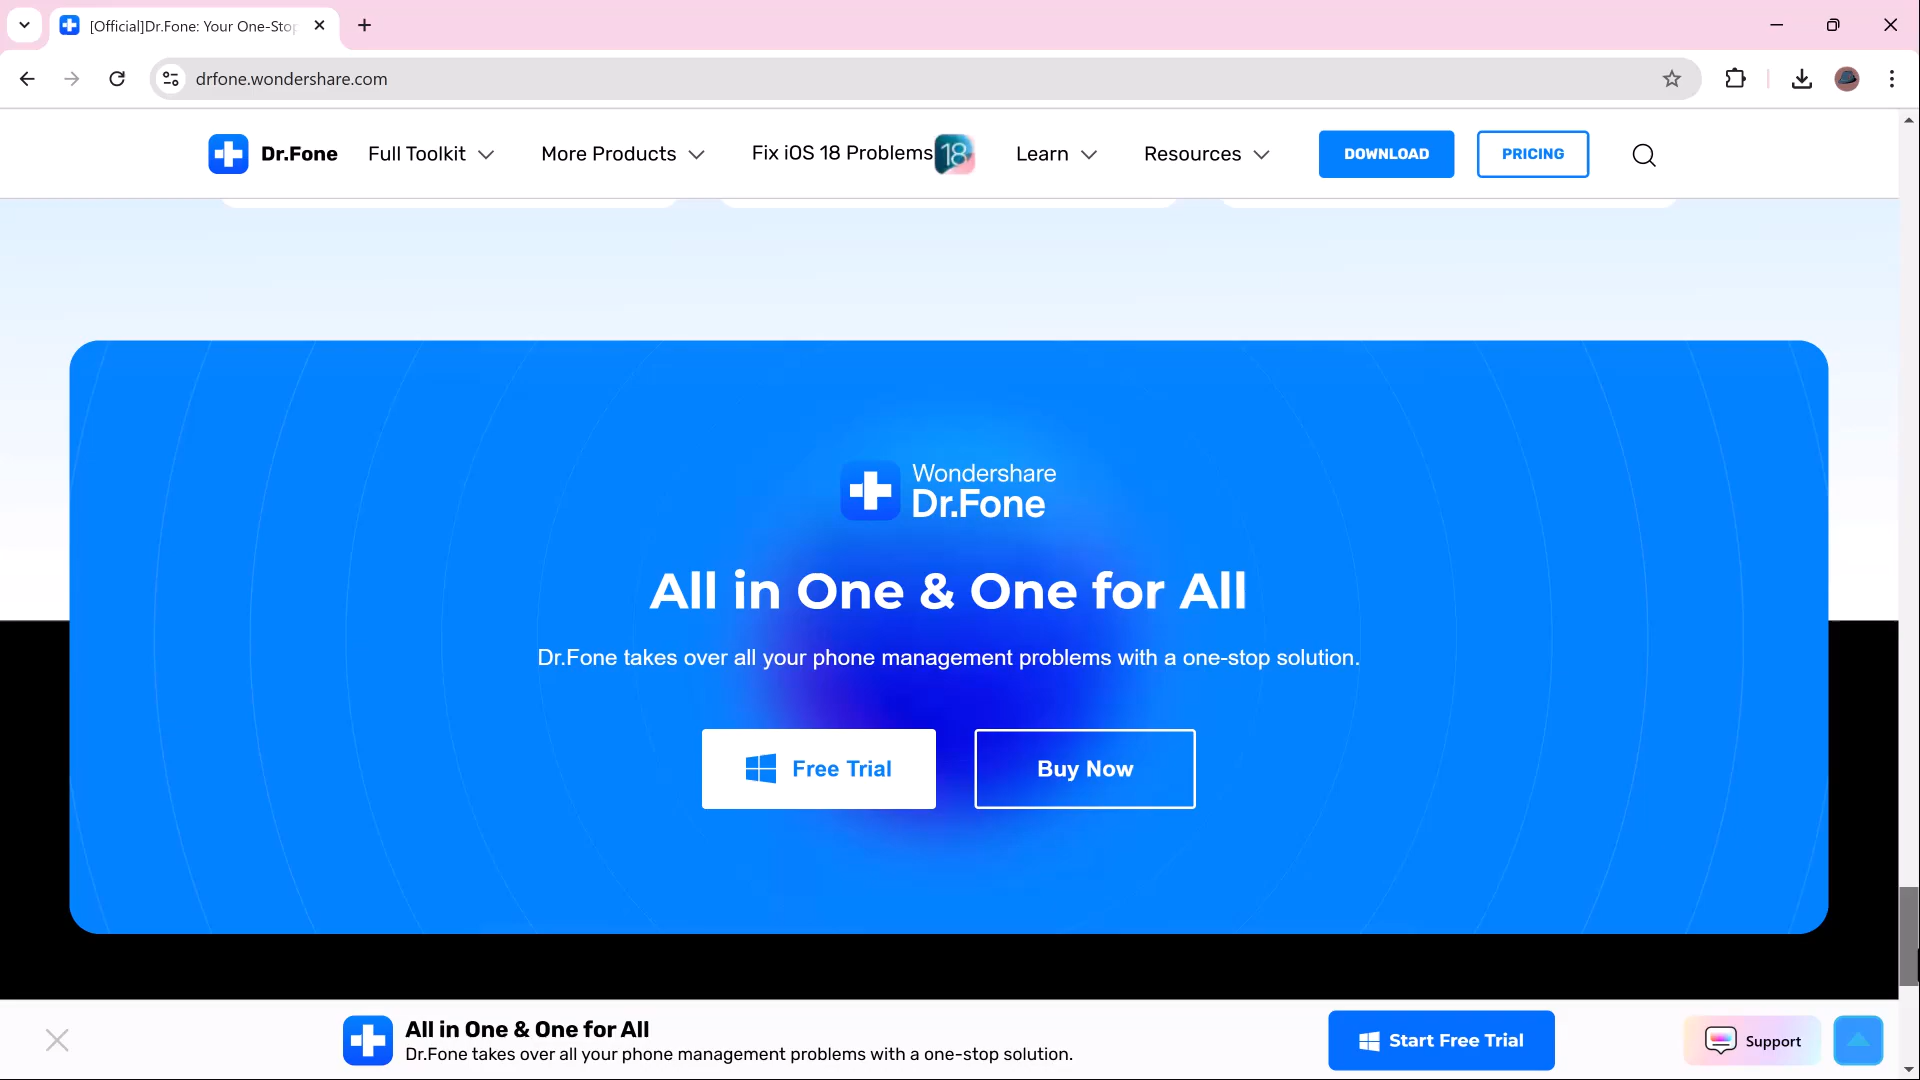 [Official]Dr.Fone: Your One-Stop
drfone.wondershare.com
Dr.Fone
Full Toolkit
More Products
Fix iOS 18 Problems
18
Learn
Resources
DOWNLOAD
PRICING
Wondershare
Dr.Fone
All in One & One for All
Dr.Fone takes over all your phone management problems with a one-stop solution.
Free Trial
Buy Now
All in One & One for All
Dr.Fone takes over all your phone management problems with a one-stop solution.
Start Free Trial
Support